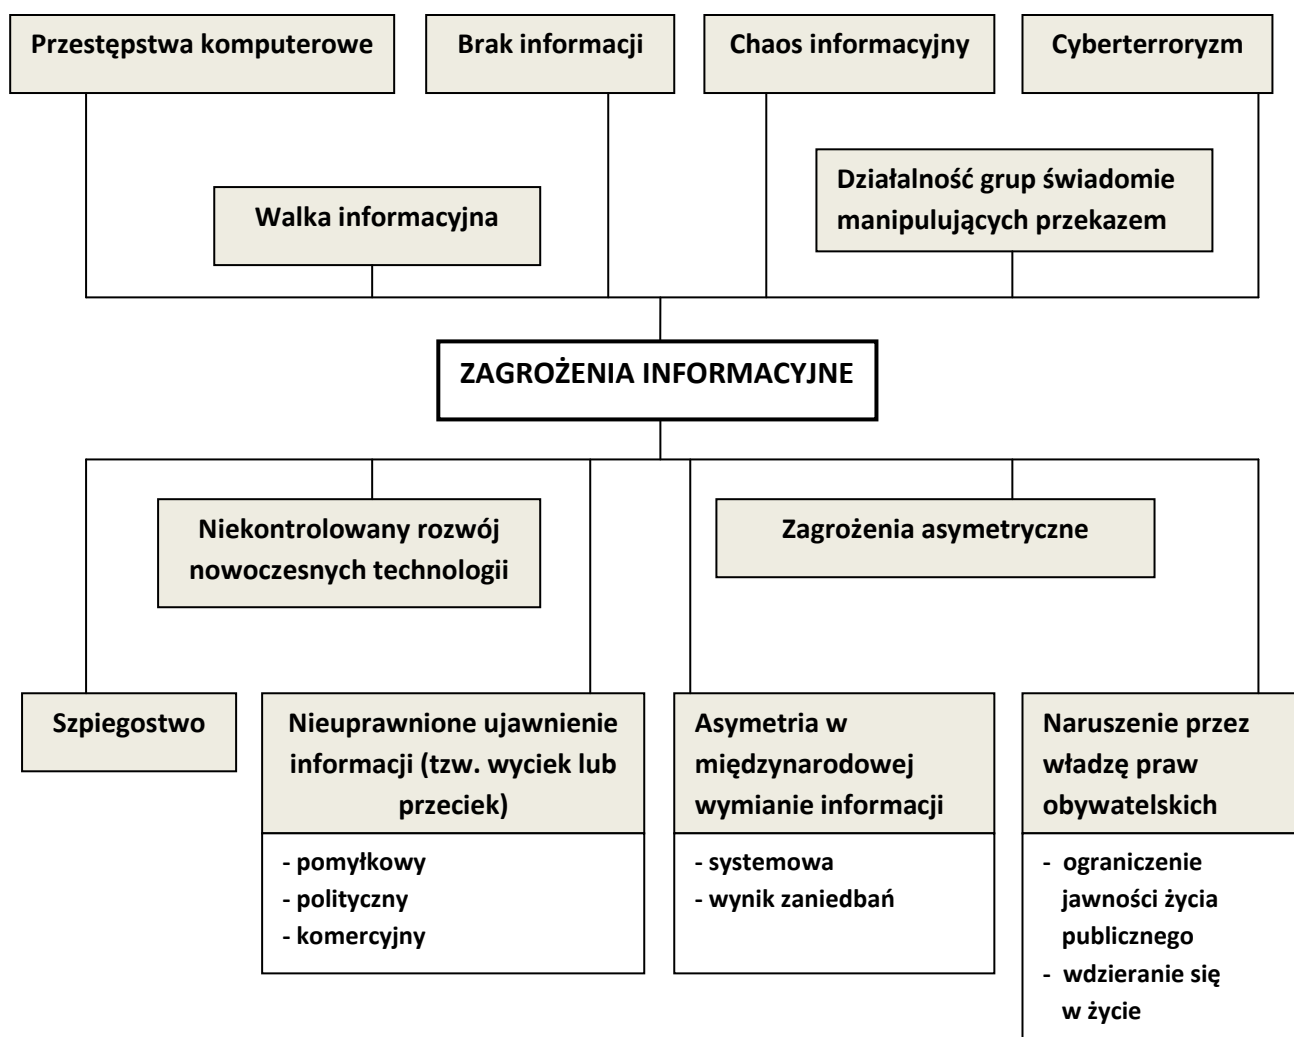 Przestępstwa komputerowe
Brak informacji
Chaos informacyjny
Cyberterroryzm
Walka informacyjna
Działalność grup świadomie
manipulujących przekazem
ZAGROŻENIA INFORMACYJNE
Niekontrolowany rozwój
nowoczesnych technologii
Zagrożenia asymetryczne
Szpiegostwo
Nieuprawnione ujawnienie
informacji (tzw. wyciek lub
przeciek)
- pomyłkowy
- polityczny
- komercyjny
Asymetria w
międzynarodowej
wymianie informacji
- systemowa
- wynik zaniedbań
Naruszenie przez
władzę praw
obywatelskich
- ograniczenie
jawności życia
publicznego
- wdzieranie się
w życie